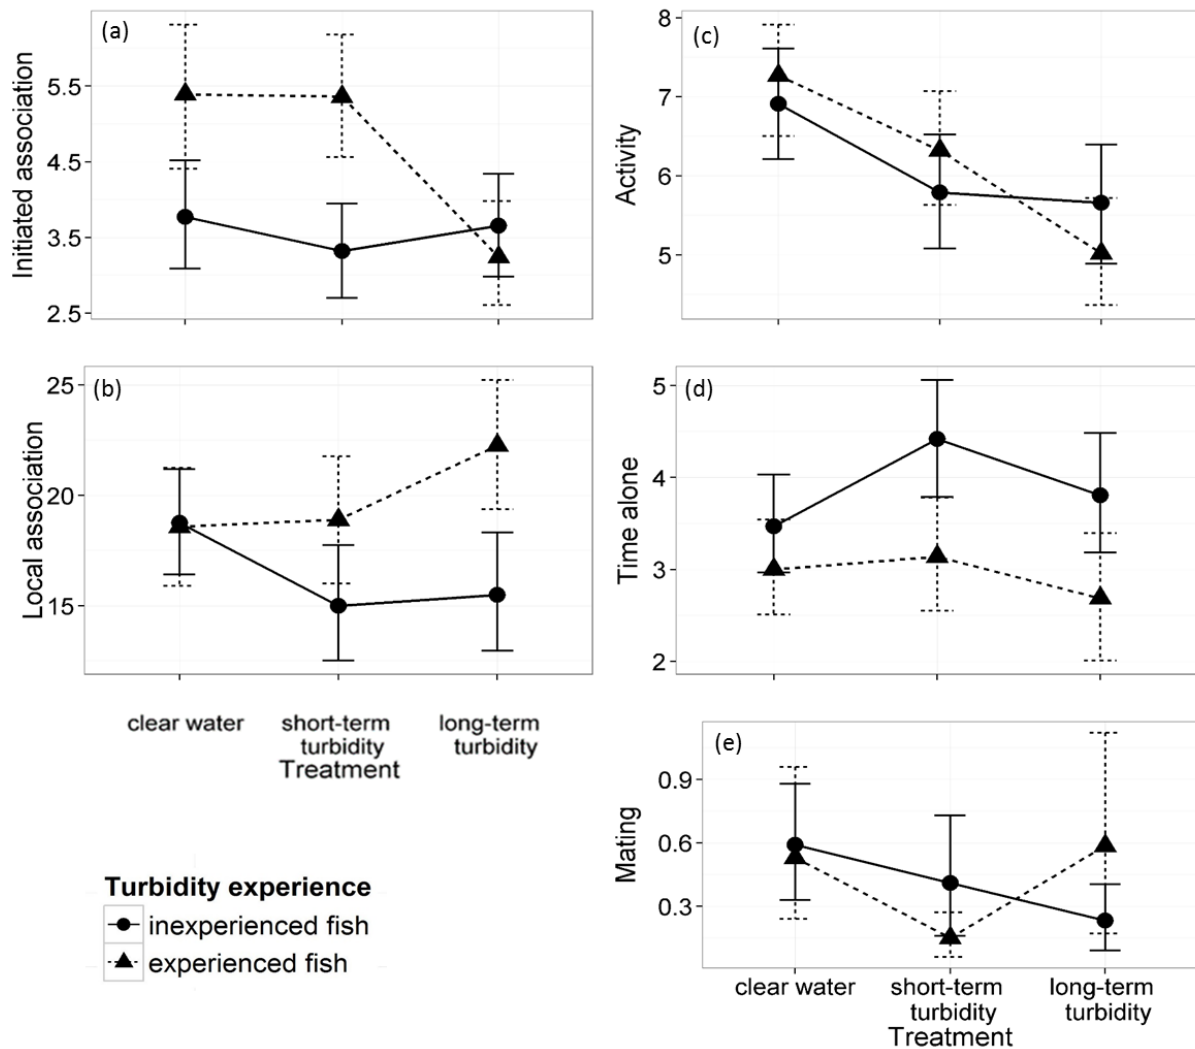 (a)
Initiated association
5.5
4.5
3.5
2.5
(b)
Local association
25
20
15
clear water
short-term
turbidity
long-term
turbidity
Treatment
Turbidity experience
inexperienced fish
experienced fish
(c)
Activity
8
7
6
5
(d)
Time alone
5
4
3
2
(e)
Mating
0.9
0.6
0.3
clear water
short-term
turbidity
long-term
turbidity
Treatment